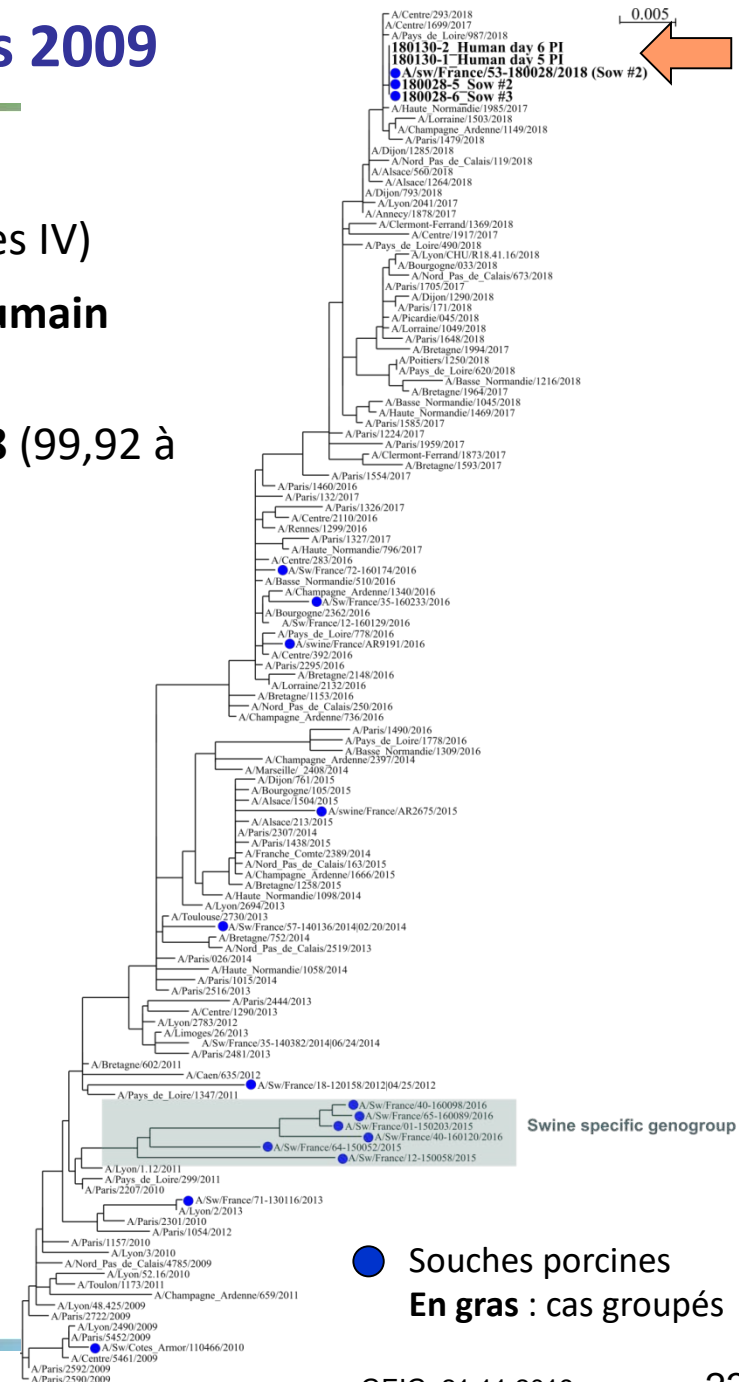 s 2009
es IV)
umain
8 (99,92 à
0.005
A/Centre/293/2018
A/Centre/1699/2017
A/Pays_de_Loire/987/2018
180130-2_Human day 6 PI
180130-1_Human day 5 PI
A/sw/France/53-180028/2018 (Sow #2)
180028-5_Sow #2
180028-6_Sow #3
A/Haute_Normandie/1985/2017
A/Lorraine/1503/2018
A/Champagne_Ardenne/1149/2018
A/Paris/1479/2018
A/Dijon/1285/2018
A/Nord_Pas_de_Calais/119/2018
A/Alsace/560/2018
A/Alsace/1264/2018
A/Dijon/793/2018
A/Lyon/2041/2017
A/Annecy/1878/2017
A/Clermont-Ferrand/1369/2018
A/Centre/1917/2017
A/Pays_de_Loire/490/2018
A/Lyon/CHU/R18.41.16/2018
A/Bourgogne/033/2018
A/Nord_Pas_de_Calais/673/2018
A/Paris/1705/2017
A/Dijon/1290/2018
A/Paris/171/2018
A/Picardie/045/2018
A/Lorraine/1049/2018
A/Paris/1648/2018
A/Bretagne/1994/2017
A/Poitiers/1250/2018
A/Pays_de_Loire/620/2018
A/Basse_Normandie/1216/2018
A/Bretagne/1964/2017
A/Basse_Normandie/1045/2018
A/Haute_Normandie/1469/2017
A/Paris/1585/2017
A/Paris/1224/2017
A/Paris/1959/2017
A/Clermont-Ferrand/1873/2017
A/Bretagne/1593/2017
A/Paris/1554/2017
A/Paris/1460/2016
A/Paris/132/2017
A/Paris/1326/2017
A/Centre/2110/2016
A/Rennes/1299/2016
A/Paris/1327/2017
A/Haute_Normandie/796/2017
A/Centre/283/2016
A/Sw/France/72-160174/2016
A/Basse_Normandie/510/2016
A/Champagne_Ardenne/1340/2016
A/Sw/France/35-160233/2016
A/Bourgogne/2362/2016
A/Sw/France/12-160129/2016
A/Pays_de_Loire/778/2016
A/swine/France/AR9191/2016
A/Centre/392/2016
A/Paris/2295/2016
A/Bretagne/2148/2016
A/Lorraine/2132/2016
A/Bretagne/1153/2016
A/Nord_Pas_de_Calais/250/2016
A/Champagne_Ardenne/736/2016
A/Paris/1490/2016
A/Pays_de_Loire/1778/2016
A/Basse_Normandie/1309/2016
A/Champagne_Ardenne/2397/2014
A/Marseille/_2408/2014
A/Dijon/761/2015
A/Bourgogne/105/2015
A/Alsace/1504/2015
A/swine/France/AR2675/2015
A/Alsace/213/2015
A/Paris/2307/2014
A/Paris/1438/2015
A/Franche_Comte/2389/2014
A/Nord_Pas_de_Calais/163/2015
A/Champagne_Ardenne/1666/2015
A/Bretagne/1258/2015
A/Haute_Normandie/1098/2014
A/Lyon/2694/2013
A/Toulouse/2730/2013
A/Sw/France/57-140136/2014|02/20/2014
A/Bretagne/752/2014
A/Nord_Pas_de_Calais/2519/2013
A/Paris/026/2014
A/Haute_Normandie/1058/2014
A/Paris/1015/2014
A/Paris/2516/2013
A/Paris/2444/2013
A/Centre/1290/2013
A/Lyon/2783/2012
A/Limoges/26/2013
A/Sw/France/35-140382/2014|06/24/2014
A/Paris/2481/2013
A/Bretagne/602/2011
A/Caen/635/2012
A/Sw/France/18-120158/2012|04/25/2012
A/Pays_de_Loire/1347/2011
A/Sw/France/40-160098/2016
A/Sw/France/65-160089/2016
A/Sw/France/01-150203/2015
Swine specific genogroup
A/Sw/France/40-160120/2016
A/Sw/France/64-150052/2015
A/Sw/France/12-150058/2015
A/Lyon/1.12/2011
A/Pays_de_Loire/299/2011
A/Paris/2207/2010
A/Sw/France/71-130116/2013
A/Lyon/2/2013
A/Paris/2301/2010
A/Paris/1054/2012
A/Paris/1157/2010
A/Lyon/3/2010
A/Nord_Pas_de_Calais/4785/2009
A/Lyon/52.16/2010
A/Toulon/1173/2011
A/Champagne_Ardenne/659/2011
A/Lyon/48.425/2009
A/Paris/2722/2009
A/Lyon/2490/2009
A/Paris/5452/2009
A/Sw/Cotes_Armor/110466/2010
A/Centre/5461/2009
A/Paris/2592/2009
A/Paris/2590/2009
Souches porcines
En gras : cas groupés